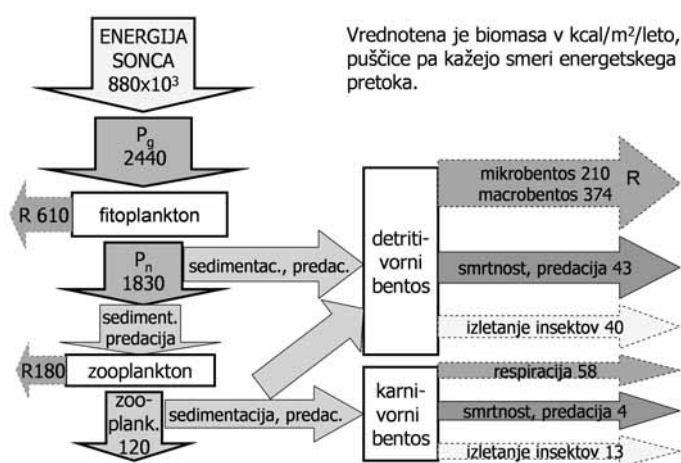 ENERGIJA
SONCA
880x10³
Vrednotena je biomasa v kcal/m²/leto,
puščice pa kažejo smeri energetskega
pretoka.
Pg
2440
R 610
fitoplankton
Pn
1830
sedimentac., predac.
sediment.
predacija
R180
zooplankton
zoo-
plank.
120
sedimentacija, predac.
detriti-
vorni
bentos
mikrobentos 210
macrobentos 374
R
smrtnost, predacija 43
izletanje insektov 40
karni-
vorni
bentos
respiracija 58
smrtnost, predacija 4
izletanje insektov 13